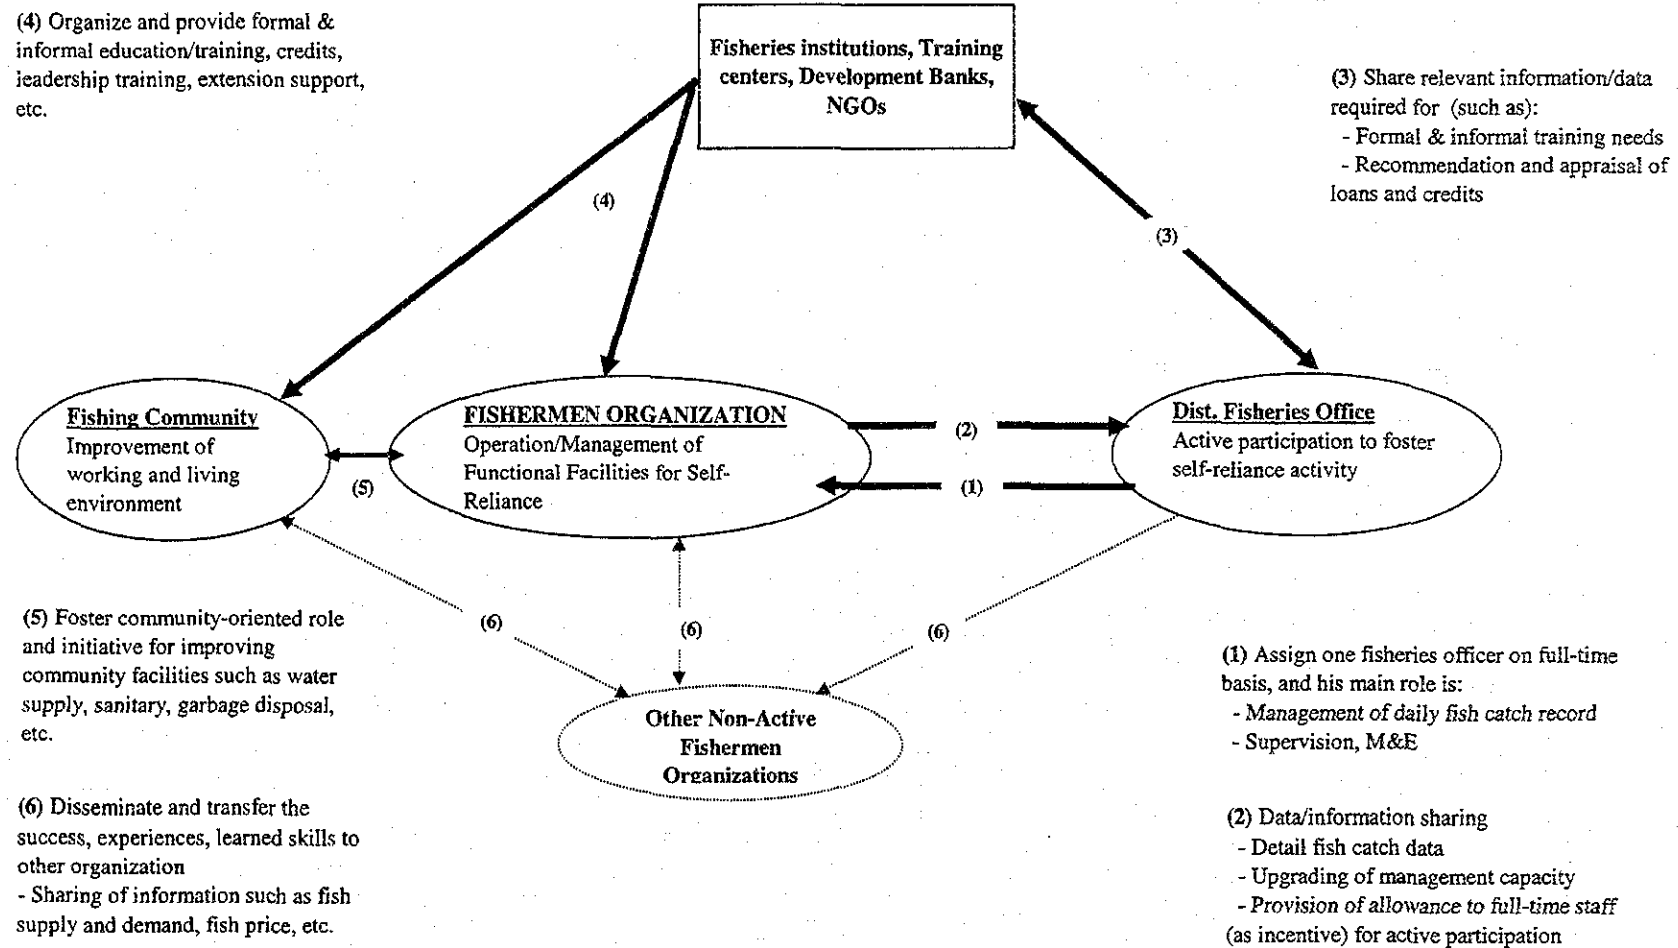 (4) Organize and provide formal &
informal education/training, credits,
leadership training, extension support,
etc.
Fisheries institutions, Training
centers, Development Banks,
NGOs
(3) Share relevant information/data
required for (such as):
- Formal & informal training needs
- Recommendation and appraisal of
loans and credits
(4)
(3)
Fishing Community
Improvement of
working and living
environment
(5)
FISHERMEN ORGANIZATION
Operation/Management of
Functional Facilities for Self-
Reliance
(2)
(1)
Dist. Fisheries Office
Active participation to foster
self-reliance activity
(6)
(6)
(6)
Other Non-Active
Fishermen
Organizations
(5) Foster community-oriented role
and initiative for improving
community facilities such as water
supply, sanitary, garbage disposal,
etc.
(6) Disseminate and transfer the
success, experiences, learned skills to
other organization
- Sharing of information such as fish
supply and demand, fish price, etc.
(1) Assign one fisheries officer on full-time
basis, and his main role is:
- Management of daily fish catch record
- Supervision, M&E
(2) Data/information sharing
- Detail fish catch data
- Upgrading of management capacity
- Provision of allowance to full-time staff
(as incentive) for active participation